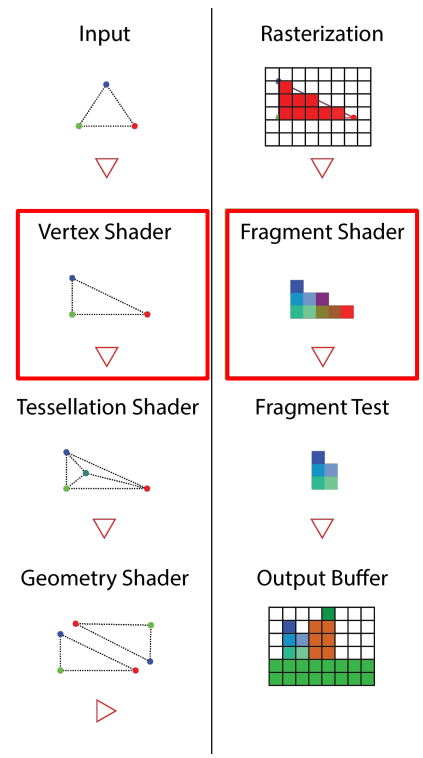 Input
Vertex Shader
Tessellation Shader
Geometry Shader
Rasterization
Fragment Shader
Fragment Test
Output Buffer